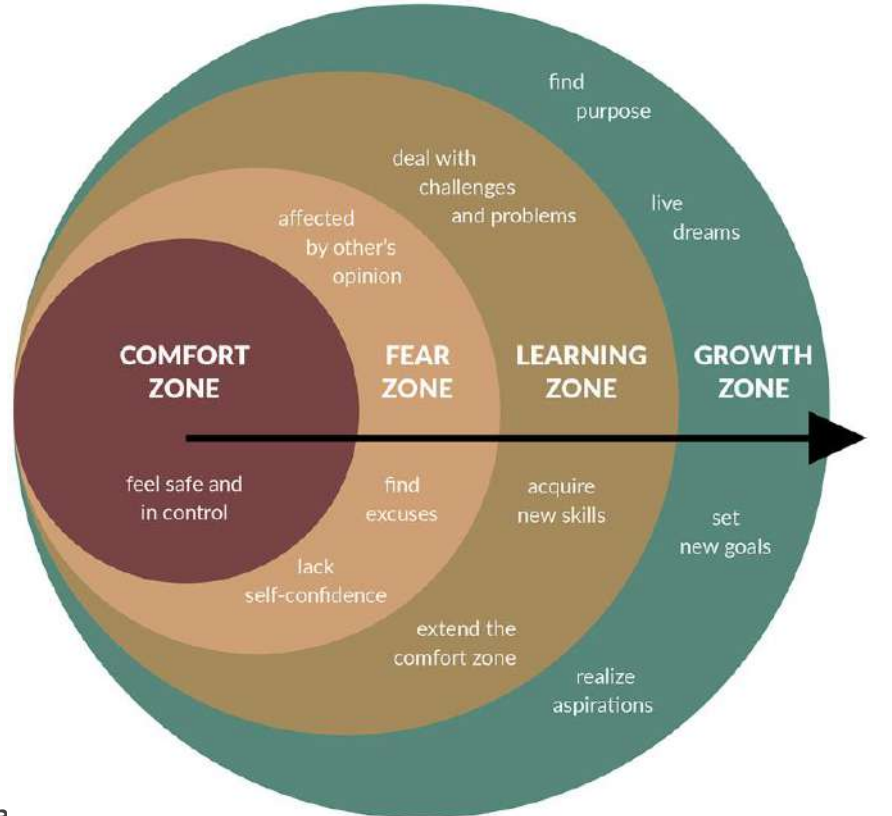 find
purpose
deal with
challenges
and problems
live
dreams
affected
by other's
opinion
COMFORT
ZONE
FEAR
ZONE
LEARNING
ZONE
GROWTH
ZONE
feel safe and
in control
find
excuses
acquire
new skills
set
new goals
lack
self-confidence
extend the
comfort zone
realize
aspirations